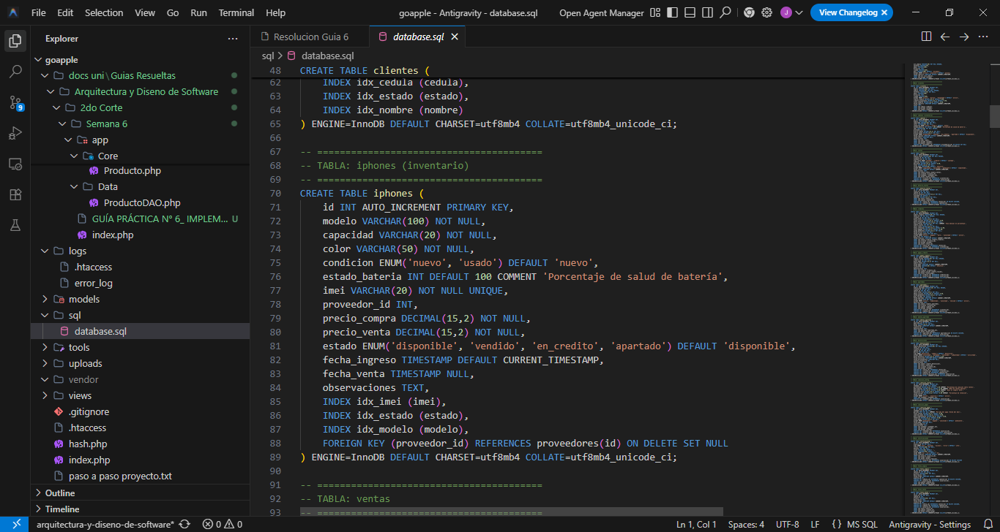 File Edit Selection View Go Run Terminal Help
goapple - Antigravity - database.sql
Open Agent Manager
J
View Changelog
Explorer
goapple
docs uni \ Guias Resueltas
Arquitectura y Diseno de Software
2do Corte
Semana 6
app
Core
Producto.php
Data
ProductoDAO.php
GUÍA PRÁCTICA N° 6_ IMPLEM... U
index.php
logs
.htaccess
error_log
models
sql
database.sql
tools
uploads
vendor
views
.gitignore
.htaccess
hash.php
index.php
paso a paso proyecto.txt
Outline
Timeline
9
Resolucion Guia 6
database.sql
sql > database.sql
48 CREATE TABLE clientes (
62 INDEX idx_cedula (cedula),
63 INDEX idx_estado (estado),
64 INDEX idx_nombre (nombre)
65 ) ENGINE=InnoDB DEFAULT CHARSET=utf8mb4 COLLATE=utf8mb4_unicode_ci;
66
67 -- ========================================
68 -- TABLA: iphones (inventario)
69 -- ========================================
70 CREATE TABLE iphones (
71 id INT AUTO_INCREMENT PRIMARY KEY,
72 modelo VARCHAR(100) NOT NULL,
73 capacidad VARCHAR(20) NOT NULL,
74 color VARCHAR(50) NOT NULL,
75 condicion ENUM('nuevo', 'usado') DEFAULT 'nuevo',
76 estado_bateria INT DEFAULT 100 COMMENT 'Porcentaje de salud de batería',
77 imei VARCHAR(20) NOT NULL UNIQUE,
78 proveedor_id INT,
79 precio_compra DECIMAL(15,2) NOT NULL,
80 precio_venta DECIMAL(15,2) NOT NULL,
81 estado ENUM('disponible', 'vendido', 'en_credito', 'apartado') DEFAULT 'disponible',
82 fecha_ingreso TIMESTAMP DEFAULT CURRENT_TIMESTAMP,
83 fecha_venta TIMESTAMP NULL,
84 observaciones TEXT,
85 INDEX idx_imei (imei),
86 INDEX idx_estado (estado),
87 INDEX idx_modelo (modelo),
88 FOREIGN KEY (proveedor_id) REFERENCES proveedores(id) ON DELETE SET NULL
89 ) ENGINE=InnoDB DEFAULT CHARSET=utf8mb4 COLLATE=utf8mb4_unicode_ci;
90
91 -- ========================================
92 -- TABLA: ventas
93 -- ========================================
arquitectura-y-diseno-de-software* 0 0
Ln 1, Col 1 Spaces: 4 UTF-8 LF {} MS SQL Antigravity - Settings